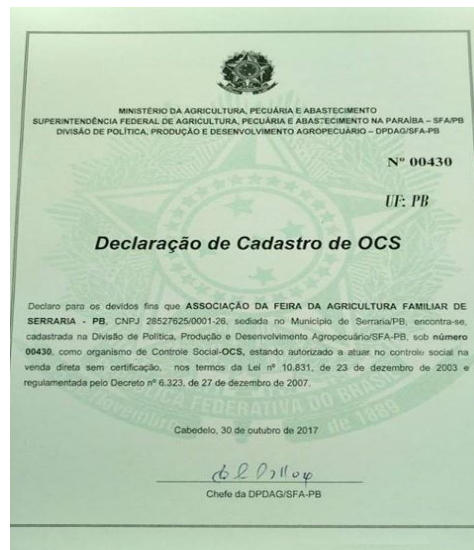 MINISTÉRIO DA AGRICULTURA, PECUÁRIA E ABASTECIMENTO
SUPERINTENDÊNCIA FEDERAL DE AGRICULTURA, PECUÁRIA E ABASTECIMENTO NA PARAÍBA – SFA/PB
DIVISÃO DE POLÍTICA, PRODUÇÃO E DESENVOLVIMENTO AGROPECUÁRIO – DPDAG/SFA-PB
Nº 00430
UF: PB
Declaração de Cadastro de OCS
Declaro para os devidos fins que ASSOCIAÇÃO DA FEIRA DA AGRICULTURA FAMILIAR DE
SERRARIA - PB, CNPJ 28527625/0001-26, sediada no Município de Serraria/PB, encontra-se,
cadastrada na Divisão de Política, Produção e Desenvolvimento Agropecuário/SFA-PB, sob número
00430, como organismo de Controle Social-OCS, estando autorizado a atuar no controle social na
venda direta sem certificação, nos termos da Lei nº 10.831, de 23 de dezembro de 2003 e
regulamentada pelo Decreto nº 6.323, de 27 de dezembro de 2007.
Cabedelo, 30 de outubro de 2017
Chefe da DPDAG/SFA-PB